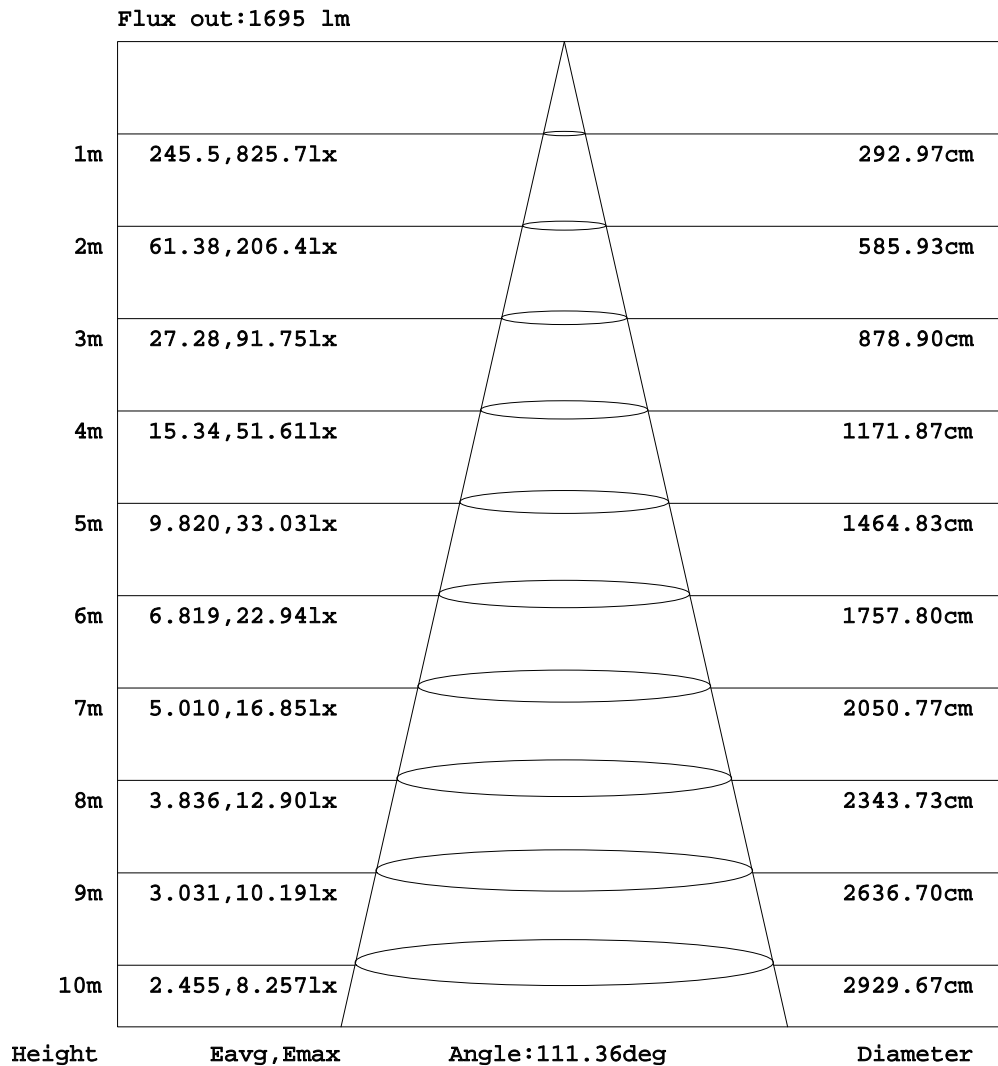 Flux out:1695 lm
1m 245.5,825.7lx 292.97cm
2m 61.38,206.4lx 585.93cm
3m 27.28,91.75lx 878.90cm
4m 15.34,51.61lx 1171.87cm
5m 9.820,33.03lx 1464.83cm
6m 6.819,22.94lx 1757.80cm
7m 5.010,16.85lx 2050.77cm
8m 3.836,12.90lx 2343.73cm
9m 3.031,10.19lx 2636.70cm
10m 2.455,8.257lx 2929.67cm
Height Eavg,Emax Angle:111.36deg Diameter